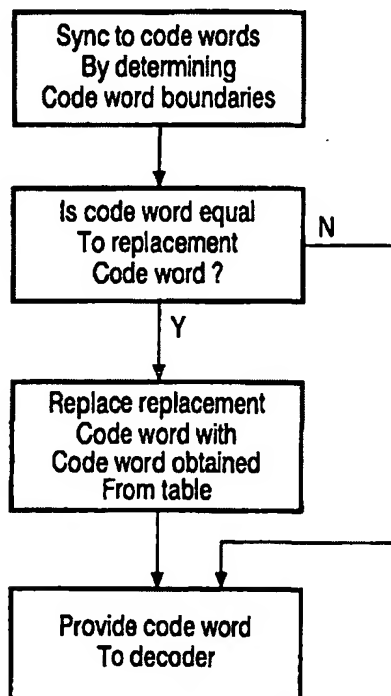 Sync to code words
By determining
Code word boundaries
Is code word equal
To replacement
Code word ?
N
Y
Replace replacement
Code word with
Code word obtained
From table
Provide code word
To decoder